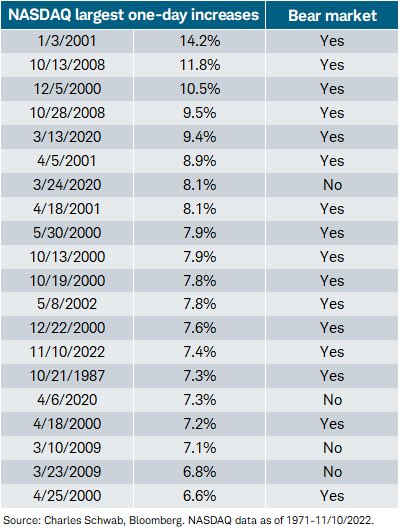 NASDAQ largest one-day increases Bear market
1/3/2001 14.2% Yes
10/13/2008 11.8% Yes
12/5/2000 10.5% Yes
10/28/2008 9.5% Yes
3/13/2020 9.4% Yes
4/5/2001 8.9% Yes
3/24/2020 8.1% No
4/18/2001 8.1% Yes
5/30/2000 7.9% Yes
10/13/2000 7.9% Yes
10/19/2000 7.8% Yes
5/8/2002 7.8% Yes
12/22/2000 7.6% Yes
11/10/2022 7.4% Yes
10/21/1987 7.3% Yes
4/6/2020 7.3% No
4/18/2000 7.2% Yes
3/10/2009 7.1% No
3/23/2009 6.8% No
4/25/2000 6.6% Yes
Source: Charles Schwab, Bloomberg. NASDAQ data as of 1971-11/10/2022.